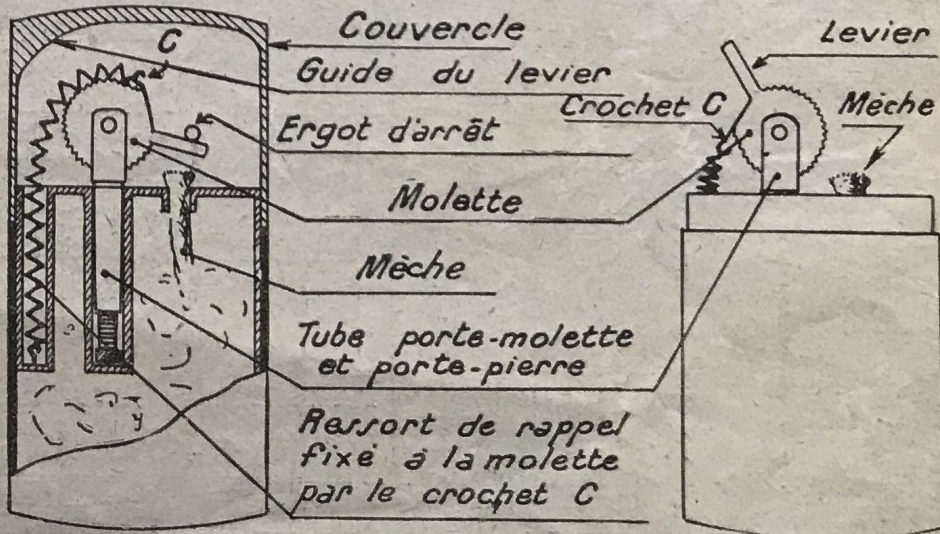 C
Couvercle
Guide du levier
Ergot d'arrêt
Molette
Mèche
Tube porte-molette
et porte-pierre
Ressort de rappel
fixé à la molette
par le crochet C
Levier
Crochet C
Mèche